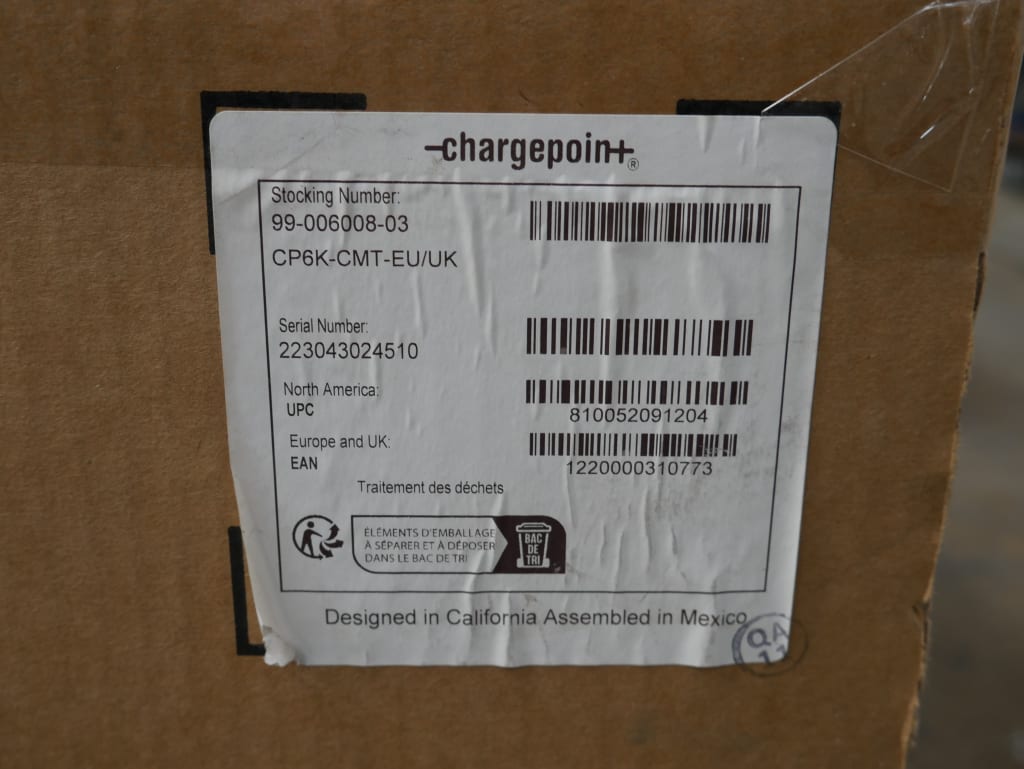 chargepoint®
Stocking Number:
99-006008-03
CP6K-CMT-EU/UK
Serial Number:
223043024510
North America:
UPC
810052091204
Europe and UK:
EAN
1220000310773
Traitement des déchets
ÉLÉMENTS D'EMBALLAGE
À SÉPARER ET À DÉPOSER
DANS LE BAC DE TRI
BAC
DE
TRI
Designed in California Assembled in Mexico
QA
11